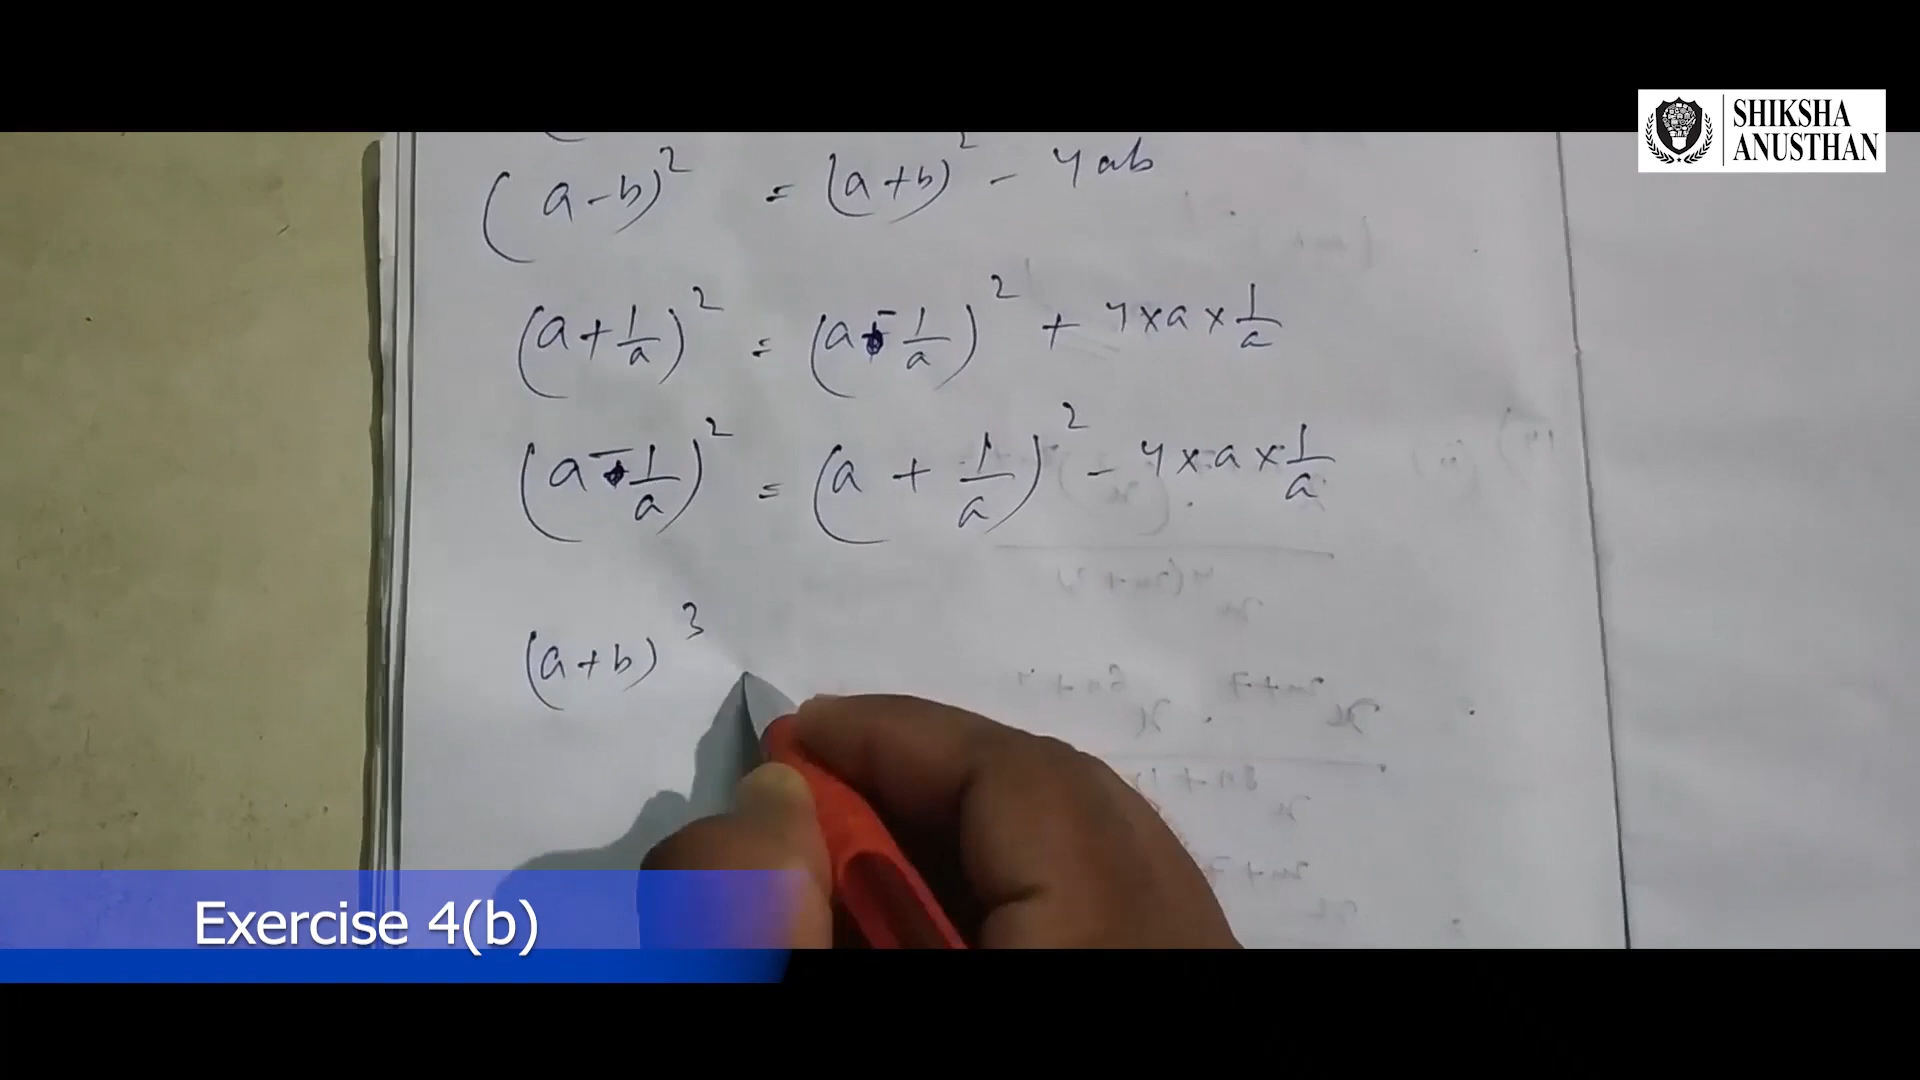 SHIKSHA
ANUSTHAN
(a-b)² = (a+b)² - 4ab
(a+1/a)² = (a-1/a)² + 4×a×1/a
(a-1/a)² = (a+1/a)² - 4×a×1/a
(a+b)³
Exercise 4(b)